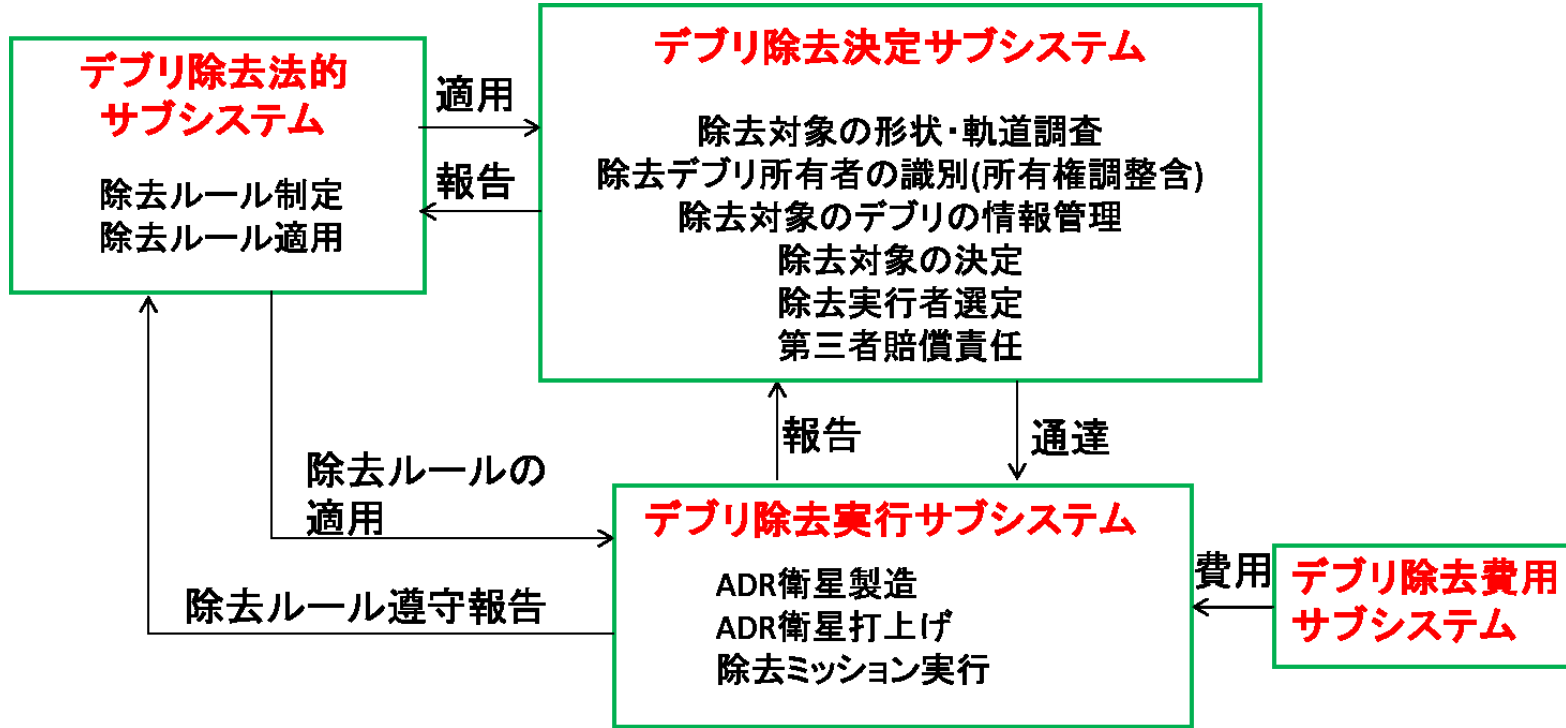 デブリ除去法的
サブシステム
除去ルール制定
除去ルール適用
適用
報告
デブリ除去決定サブシステム
除去対象の形状・軌道調査
除去デブリ所有者の識別(所有権調整含)
除去対象のデブリの情報管理
除去対象の決定
除去実行者選定
第三者賠償責任
報告
通達
除去ルールの
適用
除去ルール遵守報告
デブリ除去実行サブシステム
ADR衛星製造
ADR衛星打上げ
除去ミッション実行
費用
デブリ除去費用
サブシステム